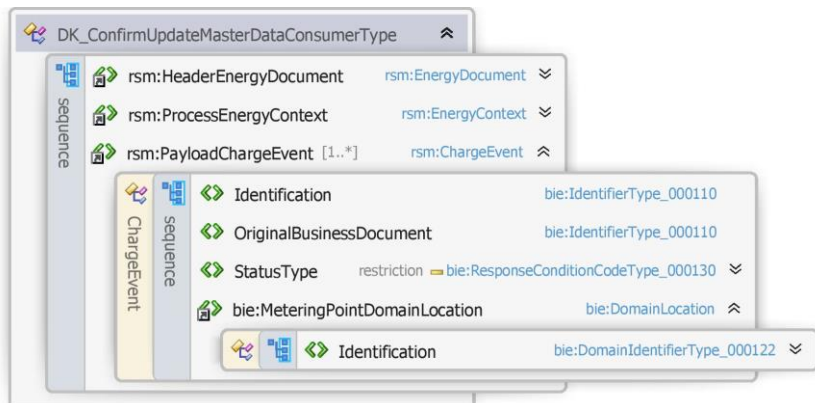 DK_ConfirmUpdateMasterDataConsumerType
sequence
rsm:HeaderEnergyDocument rsm:EnergyDocument
rsm:ProcessEnergyContext rsm:EnergyContext
rsm:PayloadChargeEvent [1..*] rsm:ChargeEvent
ChargeEvent
sequence
Identification bie:IdentifierType_000110
OriginalBusinessDocument bie:IdentifierType_000110
StatusType restriction bie:ResponseConditionCodeType_000130
bie:MeteringPointDomainLocation bie:DomainLocation
Identification bie:DomainIdentifierType_000122